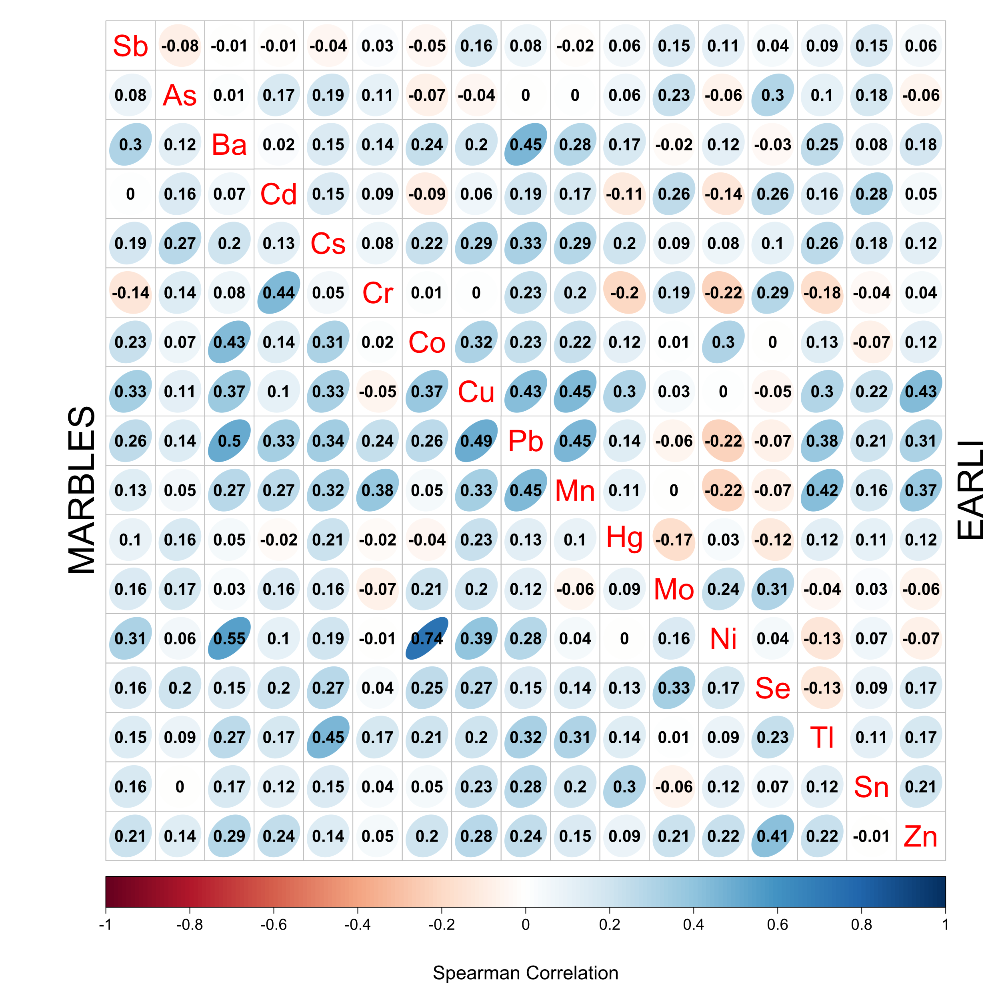 Sb -0.08 -0.01 -0.01 -0.04 0.03 -0.05 0.16 0.08 -0.02 0.06 0.15 0.11 0.04 0.09 0.15 0.06
0.08 As 0.01 0.17 0.19 0.11 -0.07 -0.04 0 0 0.06 0.23 -0.06 0.3 0.1 0.18 -0.06
0.3 0.12 Ba 0.02 0.15 0.14 0.24 0.2 0.45 0.28 0.17 -0.02 0.12 -0.03 0.25 0.08 0.18
0 0.16 0.07 Cd 0.15 0.09 -0.09 0.06 0.19 0.17 -0.11 0.26 -0.14 0.26 0.16 0.28 0.05
0.19 0.27 0.2 0.13 Cs 0.08 0.22 0.29 0.33 0.29 0.2 0.09 0.08 0.1 0.26 0.18 0.12
-0.14 0.14 0.08 0.44 0.05 Cr 0.01 0 0.23 0.2 -0.2 0.19 -0.22 0.29 -0.18 -0.04 0.04
0.23 0.07 0.43 0.14 0.31 0.02 Co 0.32 0.23 0.22 0.12 0.01 0.3 0 0.13 -0.07 0.12
0.33 0.11 0.37 0.1 0.33 -0.05 0.37 Cu 0.43 0.45 0.3 0.03 0 -0.05 0.3 0.22 0.43
0.26 0.14 0.5 0.33 0.34 0.24 0.26 0.49 Pb 0.45 0.14 -0.06 -0.22 -0.07 0.38 0.21 0.31
0.13 0.05 0.27 0.27 0.32 0.38 0.05 0.33 0.45 Mn 0.11 0 -0.22 -0.07 0.42 0.16 0.37
0.1 0.16 0.05 -0.02 0.21 -0.02 -0.04 0.23 0.13 0.1 Hg -0.17 0.03 -0.12 0.12 0.11 0.12
0.16 0.17 0.03 0.16 0.16 -0.07 0.21 0.2 0.12 -0.06 0.09 Mo 0.24 0.31 -0.04 0.03 -0.06
0.31 0.06 0.55 0.1 0.19 -0.01 0.74 0.39 0.28 0.04 0 0.16 Ni 0.04 -0.13 0.07 -0.07
0.16 0.2 0.15 0.2 0.27 0.04 0.25 0.27 0.15 0.14 0.13 0.33 0.17 Se -0.13 0.09 0.17
0.15 0.09 0.27 0.17 0.45 0.17 0.21 0.2 0.32 0.31 0.14 0.01 0.09 0.23 Tl 0.11 0.17
0.16 0 0.17 0.12 0.15 0.04 0.05 0.23 0.28 0.2 0.3 -0.06 0.12 0.07 0.12 Sn 0.21
0.21 0.14 0.29 0.24 0.14 0.05 0.2 0.28 0.24 0.15 0.09 0.21 0.22 0.41 0.22 -0.01 Zn
MARBLES
EARLI
-1 -0.8 -0.6 -0.4 -0.2 0 0.2 0.4 0.6 0.8 1
Spearman Correlation